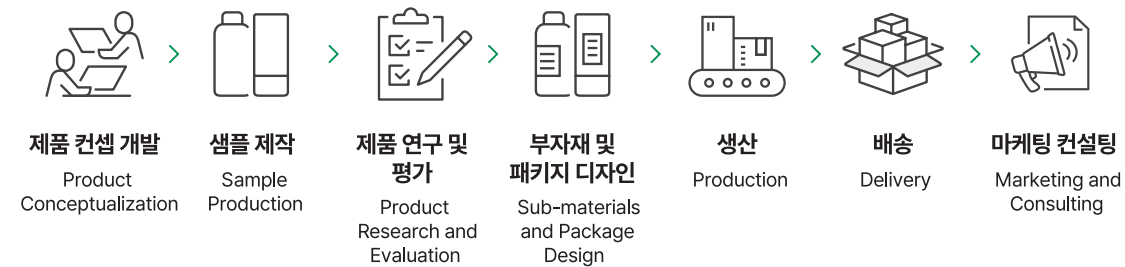 제품 컨셉 개발
Product
Conceptualization
샘플 제작
Sample
Production
제품 연구 및
평가
Product
Research and
Evaluation
부자재 및
패키지 디자인
Sub-materials
and Package
Design
생산
Production
배송
Delivery
마케팅 컨설팅
Marketing and
Consulting